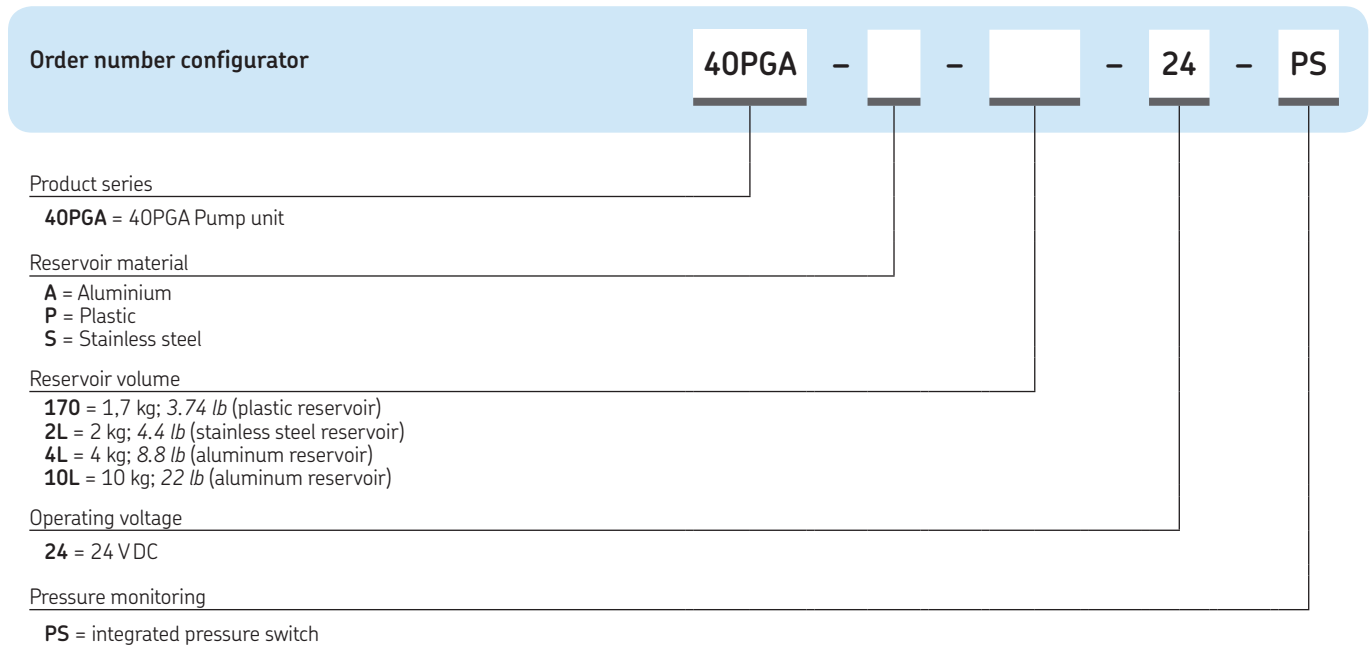 Order number configurator 40PGA – – – 24 – PS
Product series
40PGA = 40PGA Pump unit
Reservoir material
A = Aluminium
P = Plastic
S = Stainless steel
Reservoir volume
170 = 1,7 kg; 3.74 lb (plastic reservoir)
2L = 2 kg; 4.4 lb (stainless steel reservoir)
4L = 4 kg; 8.8 lb (aluminum reservoir)
10L = 10 kg; 22 lb (aluminum reservoir)
Operating voltage
24 = 24 V DC
Pressure monitoring
PS = integrated pressure switch